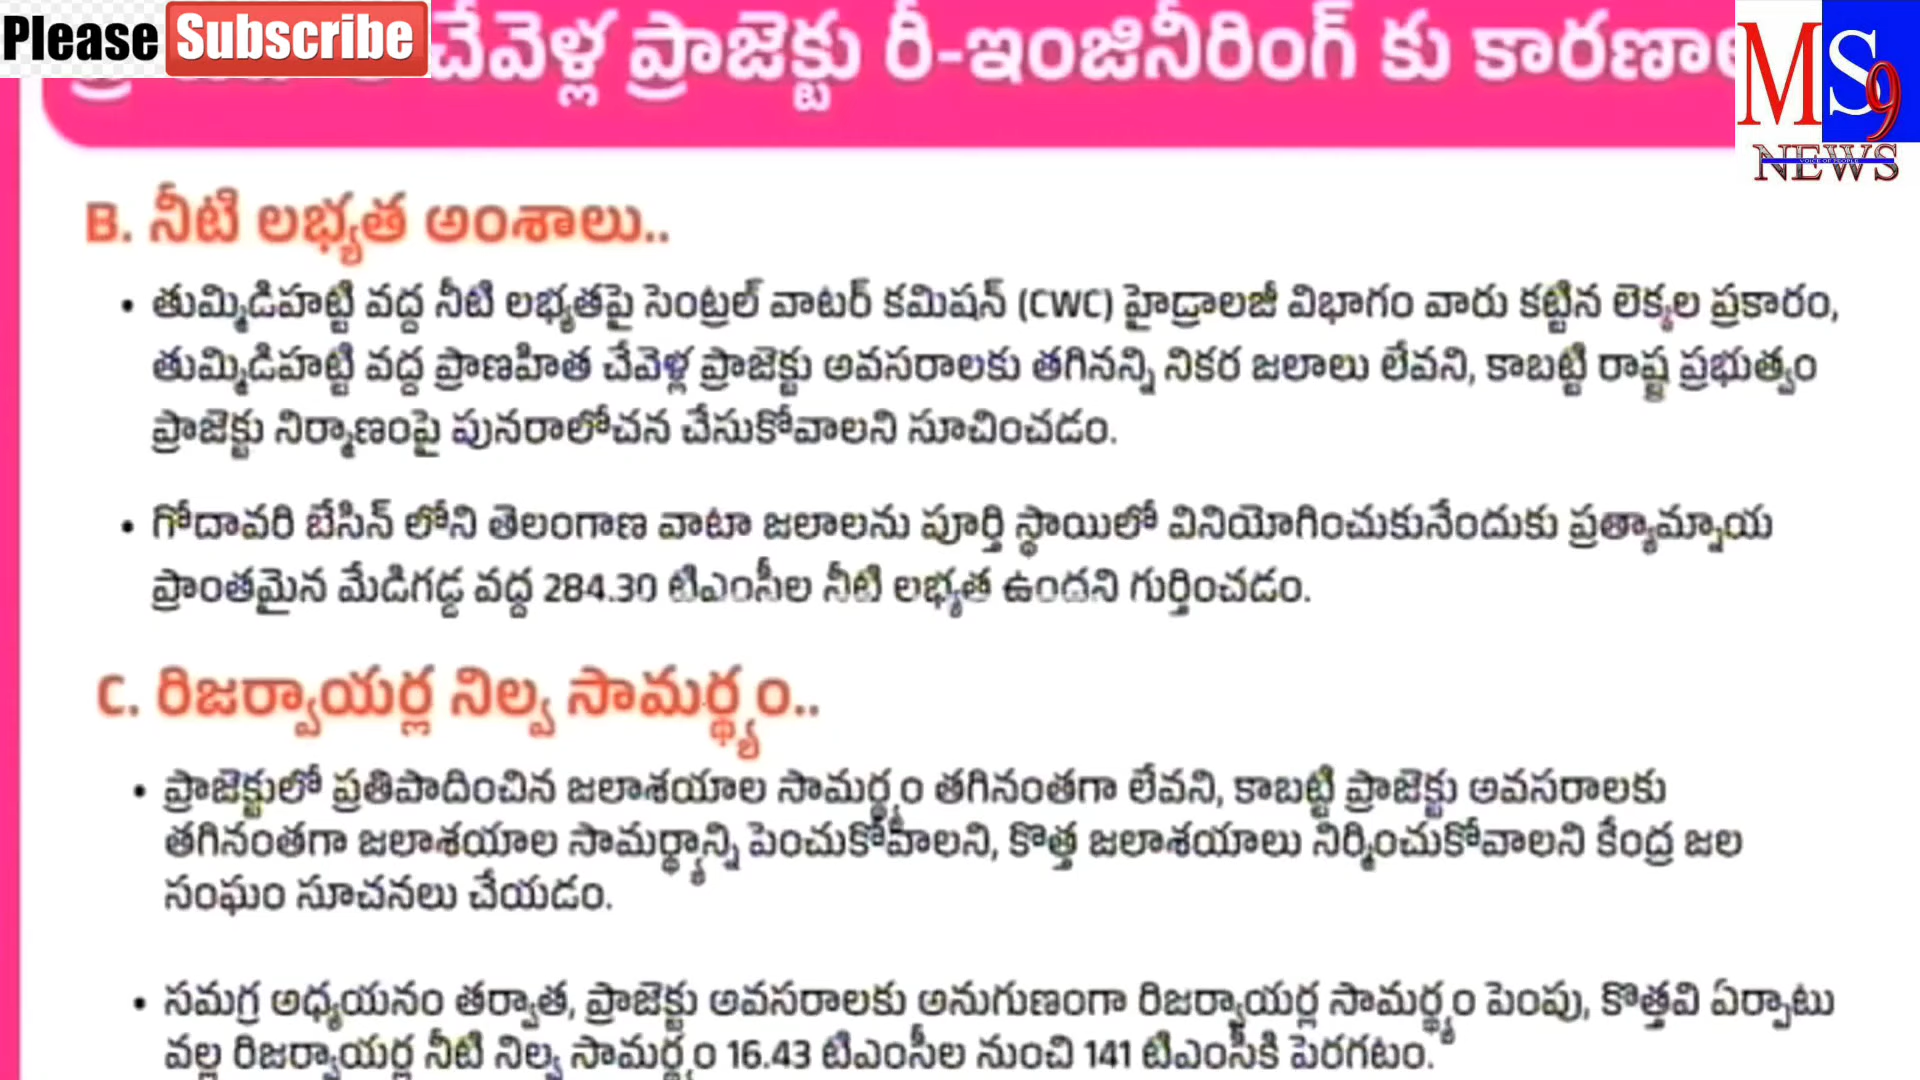 Please Subscribe
చేవెళ్ల ప్రాజెక్టు రీ-ఇంజినీరింగ్ కు
MS9
NEWS
B. నీటి లభ్యత అంశాలు..
• తుమ్మిడిహట్టి వద్ద నీటి లభ్యతపై సెంట్రల్ వాటర్ కమిషన్ (CWC) హైడ్రాలజీ విభాగం వారు కట్టిన లెక్కల ప్రకారం,
తుమ్మిడిహట్టి వద్ద ప్రాణహిత చేవెళ్ల ప్రాజెక్టు అవసరాలకు తగినన్ని నికర జలాలు లేవని, కాబట్టి రాష్ట్ర ప్రభుత్వం
ప్రాజెక్టు నిర్మాణంపై పునరాలోచన చేసుకోవాలని సూచించడం.
• గోదావరి బేసిన్ లోని తెలంగాణ వాటా జలాలను పూర్తి స్థాయిలో వినియోగించుకునేందుకు ప్రత్యామ్నాయ
ప్రాంతమైన మేడిగడ్డ వద్ద 284.30 టిఎంసీల నీటి లభ్యత ఉందని గుర్తించడం.
C. రిజర్వాయర్ల నిల్వ సామర్థ్యం..
• ప్రాజెక్టులో ప్రతిపాదించిన జలాశయాల సామర్థ్యం తగినంతగా లేవని, కాబట్టి ప్రాజెక్టు అవసరాలకు
తగినంతగా జలాశయాల సామర్థ్యాన్ని పెంచుకోవాలని, కొత్త జలాశయాలు నిర్మించుకోవాలని కేంద్ర జల
సంఘం సూచనలు చేయడం.
• సమగ్ర అధ్యయనం తర్వాత, ప్రాజెక్టు అవసరాలకు అనుగుణంగా రిజర్వాయర్ల సామర్థ్యం పెంపు, కొత్తవి ఏర్పాటు
వల్ల రిజర్వాయర్ల నీటి నిల్వ సామర్థ్యం 16.43 టిఎంసీల నుంచి 141 టిఎంసీకి పెరగటం.